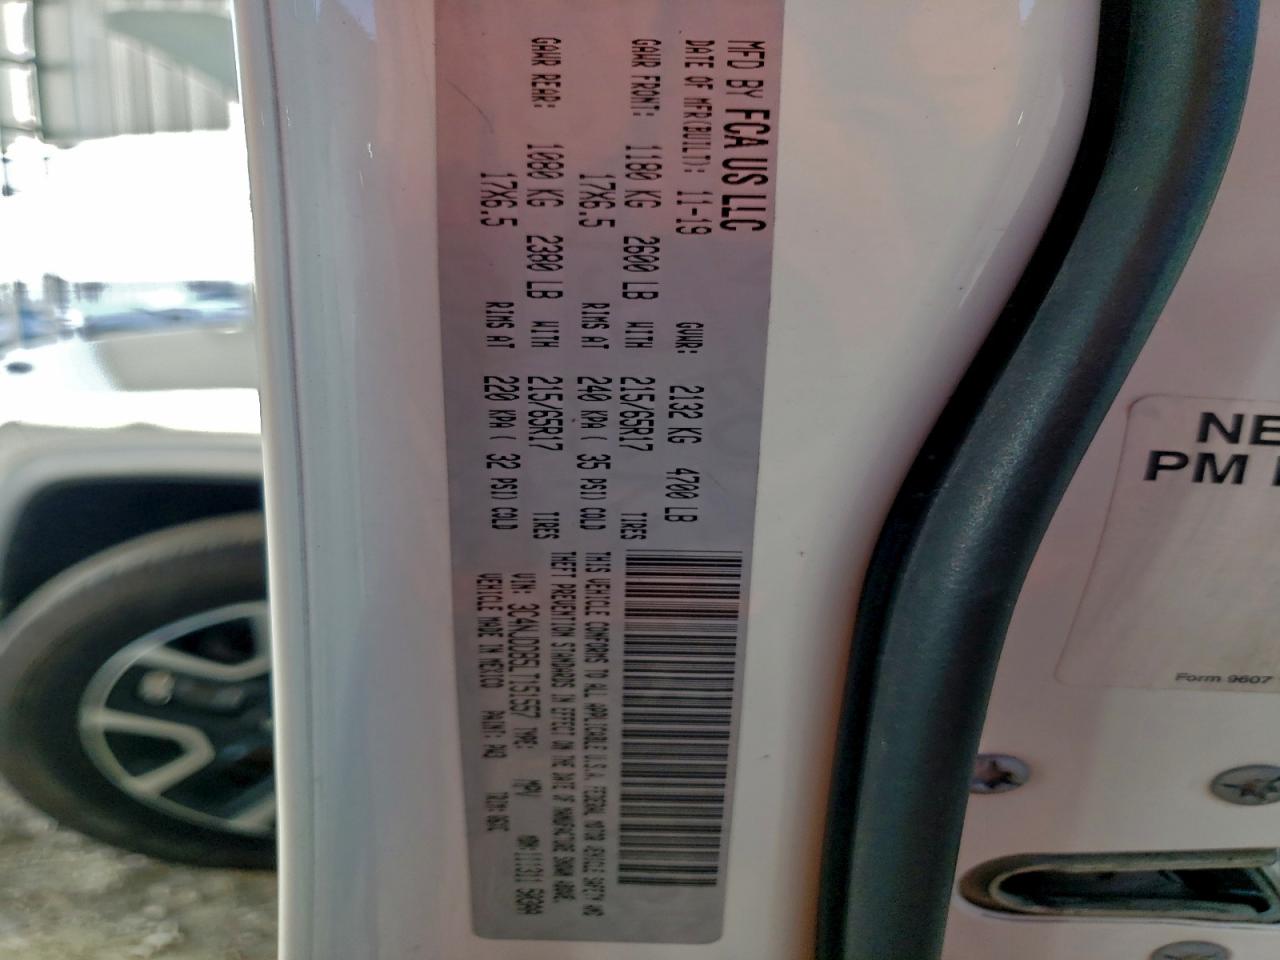 MFD BY FCA US LLC
DATE OF MFR(BUILT): 11-19 GVWR: 2132 KG 4700 LB
GAWR FRONT: 1180 KG 2600 LB WITH 215/65R17 TIRES
17X6.5 RIMS AT 240 KPA ( 35 PSI) COLD
GAWR REAR: 1080 KG 2380 LB WITH 215/65R17 TIRES
17X6.5 RIMS AT 220 KPA ( 32 PSI) COLD
THIS VEHICLE CONFORMS TO ALL APPLICABLE U.S.A. FEDERAL MOTOR VEHICLE SAFETY AND
THEFT PREVENTION STANDARDS IN EFFECT ON THE DATE OF MANUFACTURE SHOWN ABOVE.
VIN: TYPE: MPV
VEHICLE MADE IN MEXICO PAINT: PW3 TRIM:
NE
PM
Form 9607